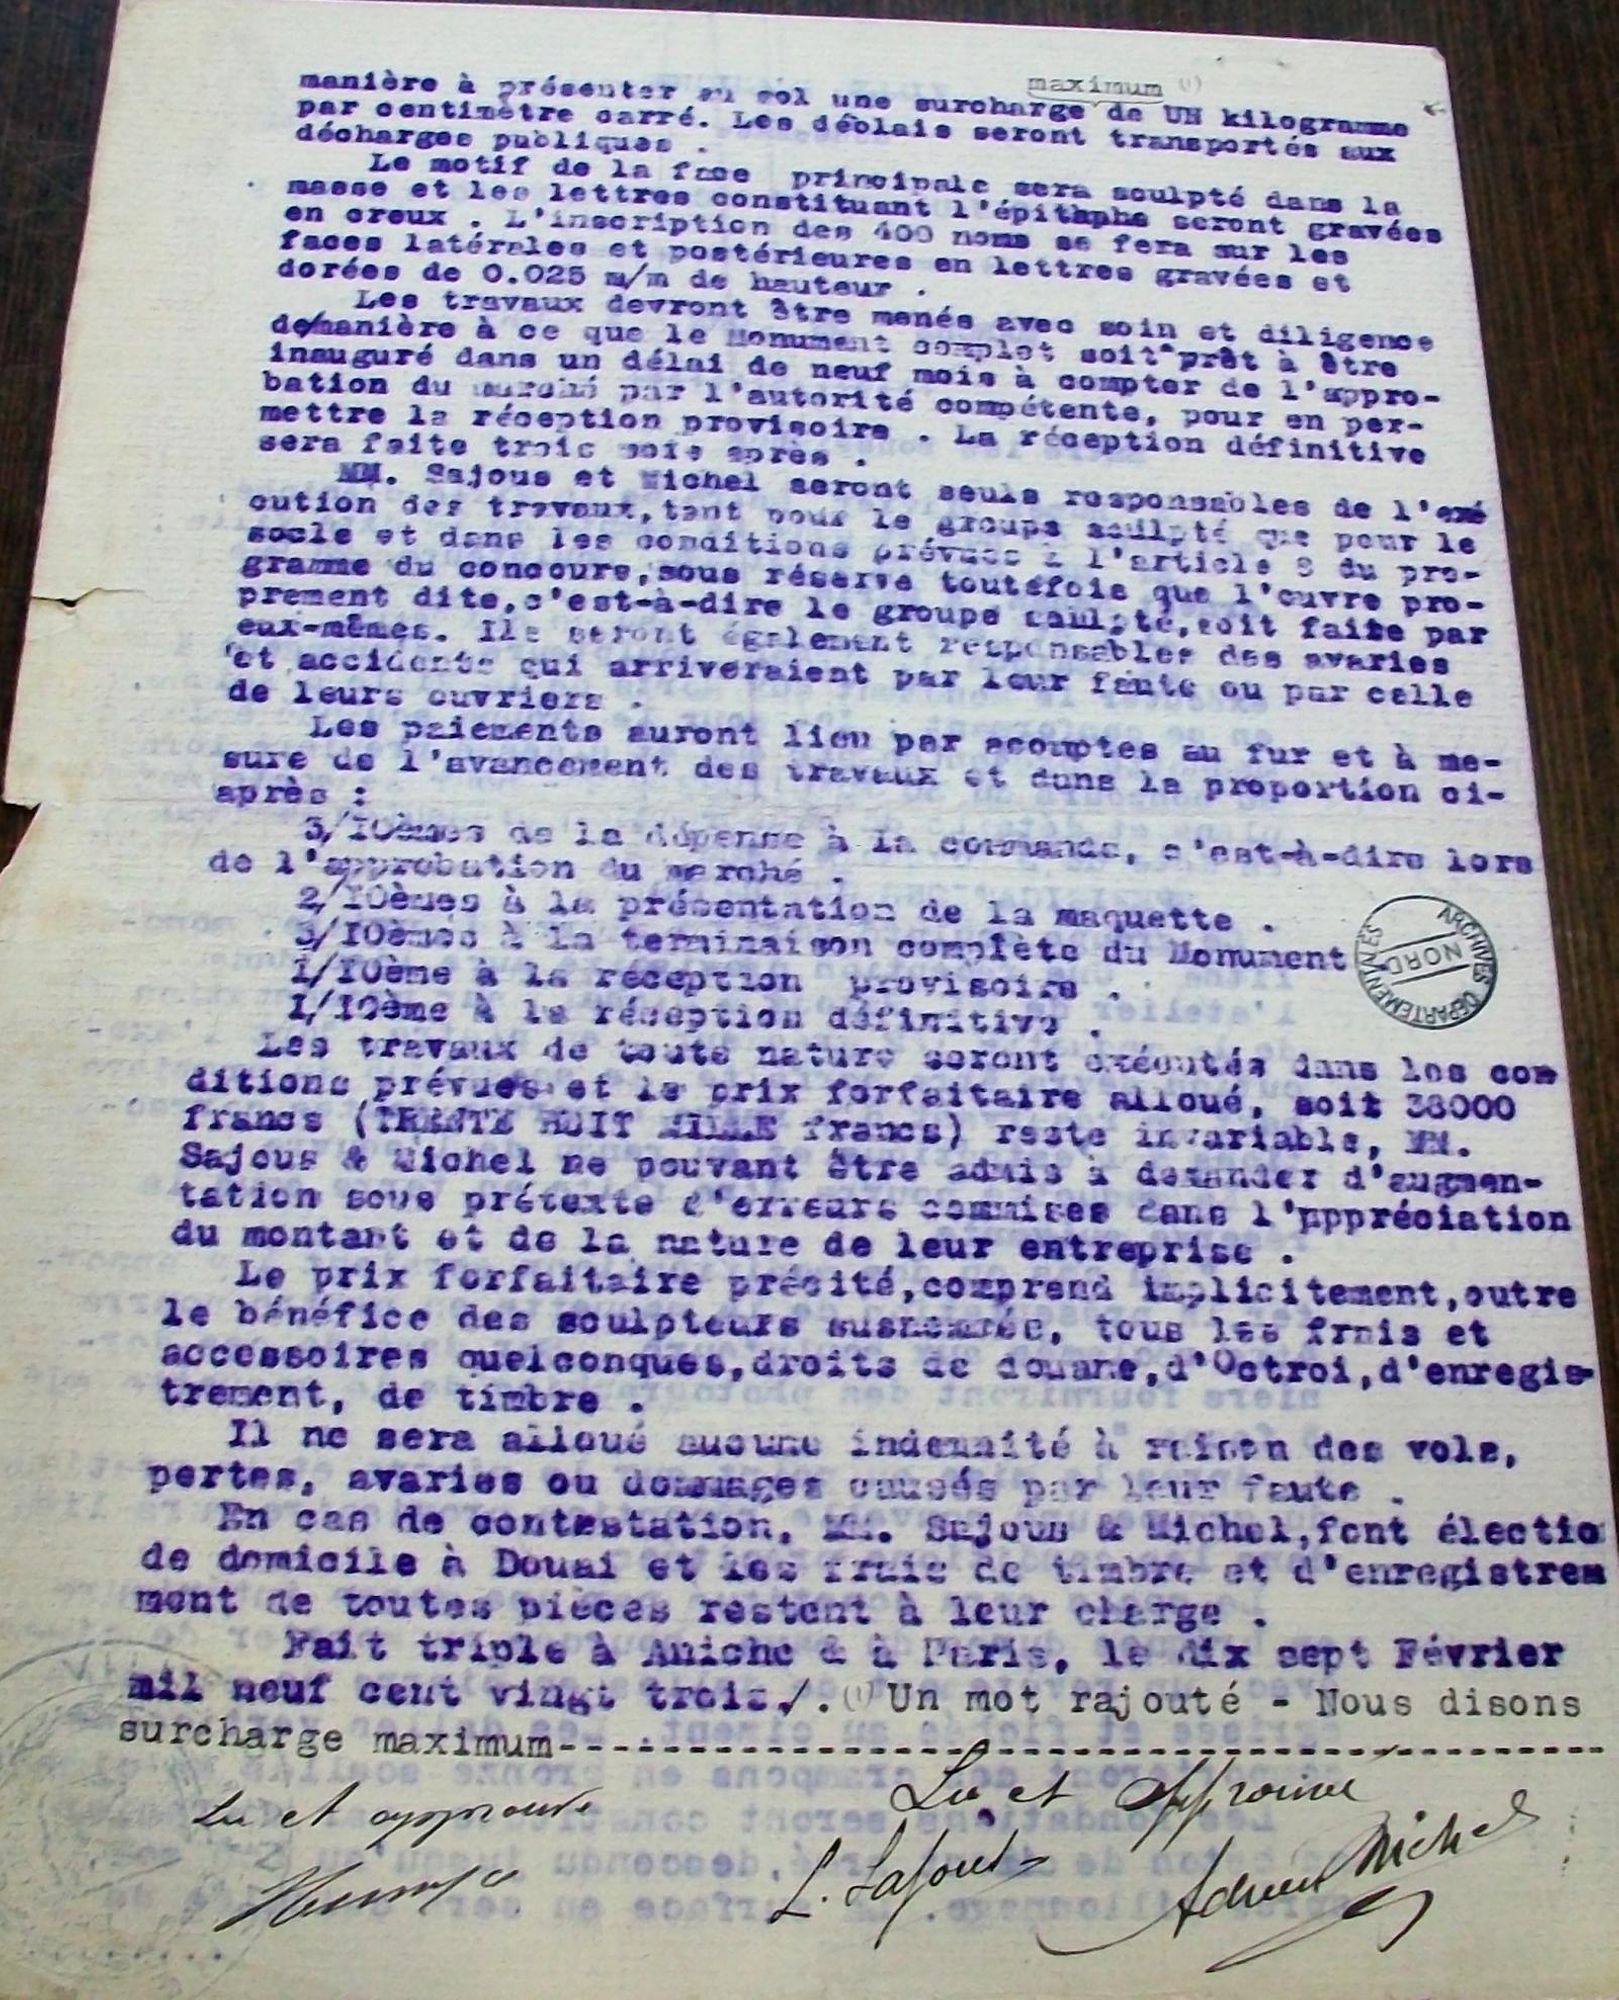 maximum (1)
manière à présenter au sol une surcharge de UN kilogramme
par centimètre carré. Les déblais seront transportés aux
décharges publiques .
Le motif de la face principale sera sculpté dans la
masse et les lettres constituant l'épitaphe seront gravées
en creux . L'inscription des 400 noms se fera sur les
faces latérales et postérieures en lettres gravées et
dorées de 0.025 m/m de hauteur .
Les travaux devront être menés avec soin et diligence
de/manière à ce que le Monument complet soit prêt à être
inauguré dans un délai de neuf mois à compter de l'appro-
bation du marché par l'autorité compétente, pour en per-
mettre la réception provisoire . La réception définitive
sera faite trois mois après .
MM. Sajous et Michel seront seuls responsables de l'exé
cution des travaux, tant pour le groupe sculpté que pour le
socle et dans les conditions prévues à l'article 8 du pro-
gramme du concours, sous réserve toutefois que l'œuvre pro-
prement dite, c'est-à-dire le groupe sculpté, soit faite par
eux-mêmes. Ils seront également responsables des avaries
et accidents qui arriveraient par leur faute ou par celle
de leurs ouvriers .
Les paiements auront lieu par acomptes au fur et à me-
sure de l'avancement des travaux et dans la proportion ci-
après :
3/10èmes de la dépense à la commande, c'est-à-dire lors
de l'approbation du marché .
2/10èmes à la présentation de la maquette .
3/10èmes à la terminaison complète du Monument
1/10ème à la réception provisoire .
1/10ème à la réception définitive .
ARCHIVES DEPARTEMENTALES
NORD
Les travaux de toute nature seront exécutés dans les con
ditions prévues et le prix forfaitaire alloué, soit 38000
francs (TRENTE HUIT MILLE francs) reste invariable, MM.
Sajous & Michel ne pouvant être admis à demander d'augmen-
tation sous prétexte d'erreurs commises dans l'appréciation
du montant et de la nature de leur entreprise .
Le prix forfaitaire précité, comprend implicitement, outre
le bénéfice des sculpteurs susnommés, tous les frais et
accessoires quelconques, droits de douane, d'Octroi, d'enregis-
trement, de timbre .
Il ne sera alloué aucune indemnité à raison des vols,
pertes, avaries ou dommages causés par leur faute .
En cas de contestation, MM. Sajous & Michel, font électio
de domicile à Douai et les frais de timbre et d'enregistrem
ment de toutes pièces restent à leur charge .
Fait triple à Aniche & à Paris, le dix sept Février
mil neuf cent vingt trois./. (1) Un mot rajouté - Nous disons
surcharge maximum----------------------------------------
Lu et approuvé
Lu et Approuvé
L. Sajous
Adrien Michel